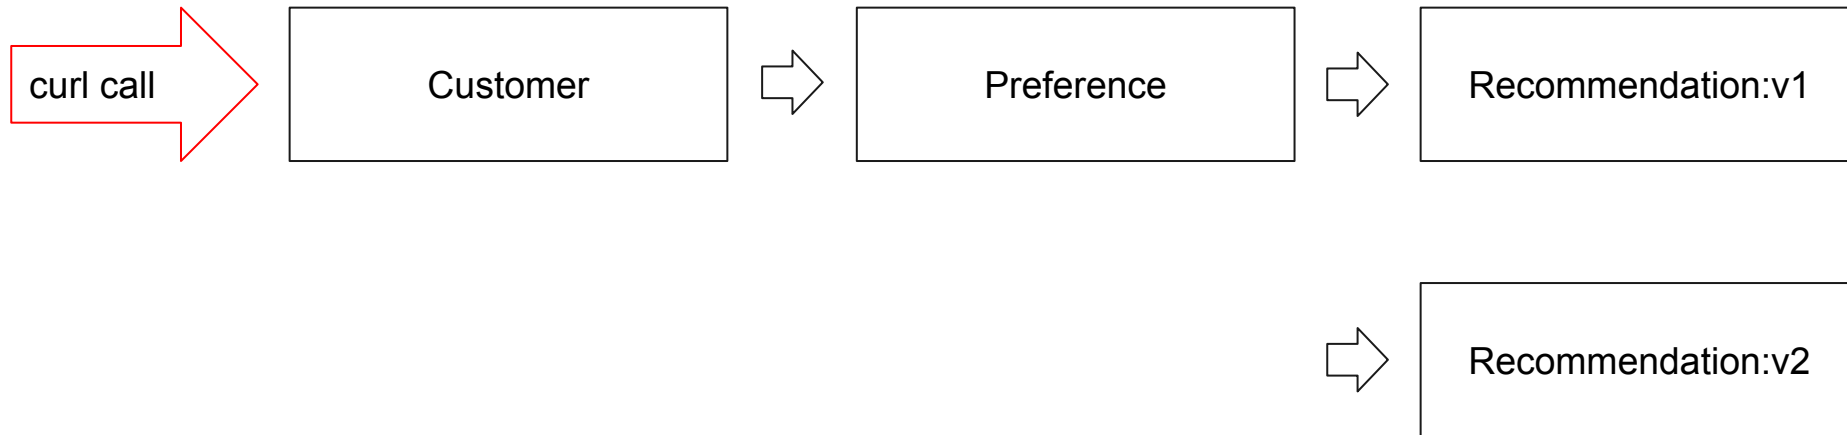 curl call
Customer
Preference
Recommendation:v1
Recommendation:v2